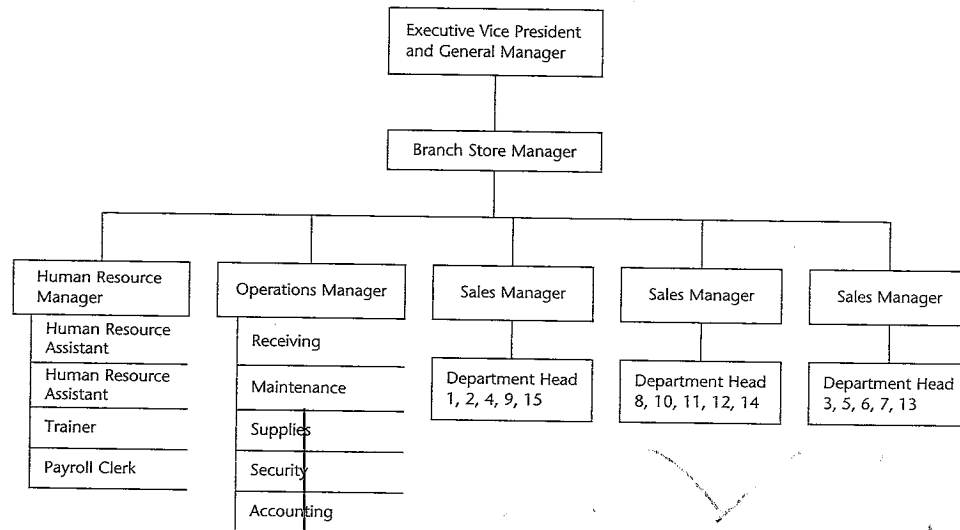 Executive Vice President
and General Manager
Branch Store Manager
Human Resource
Manager
Human Resource
Assistant
Human Resource
Assistant
Trainer
Payroll Clerk
Operations Manager
Receiving
Maintenance
Supplies
Security
Accounting
Sales Manager
Department Head
1, 2, 4, 9, 15
Sales Manager
Department Head
8, 10, 11, 12, 14
Sales Manager
Department Head
3, 5, 6, 7, 13